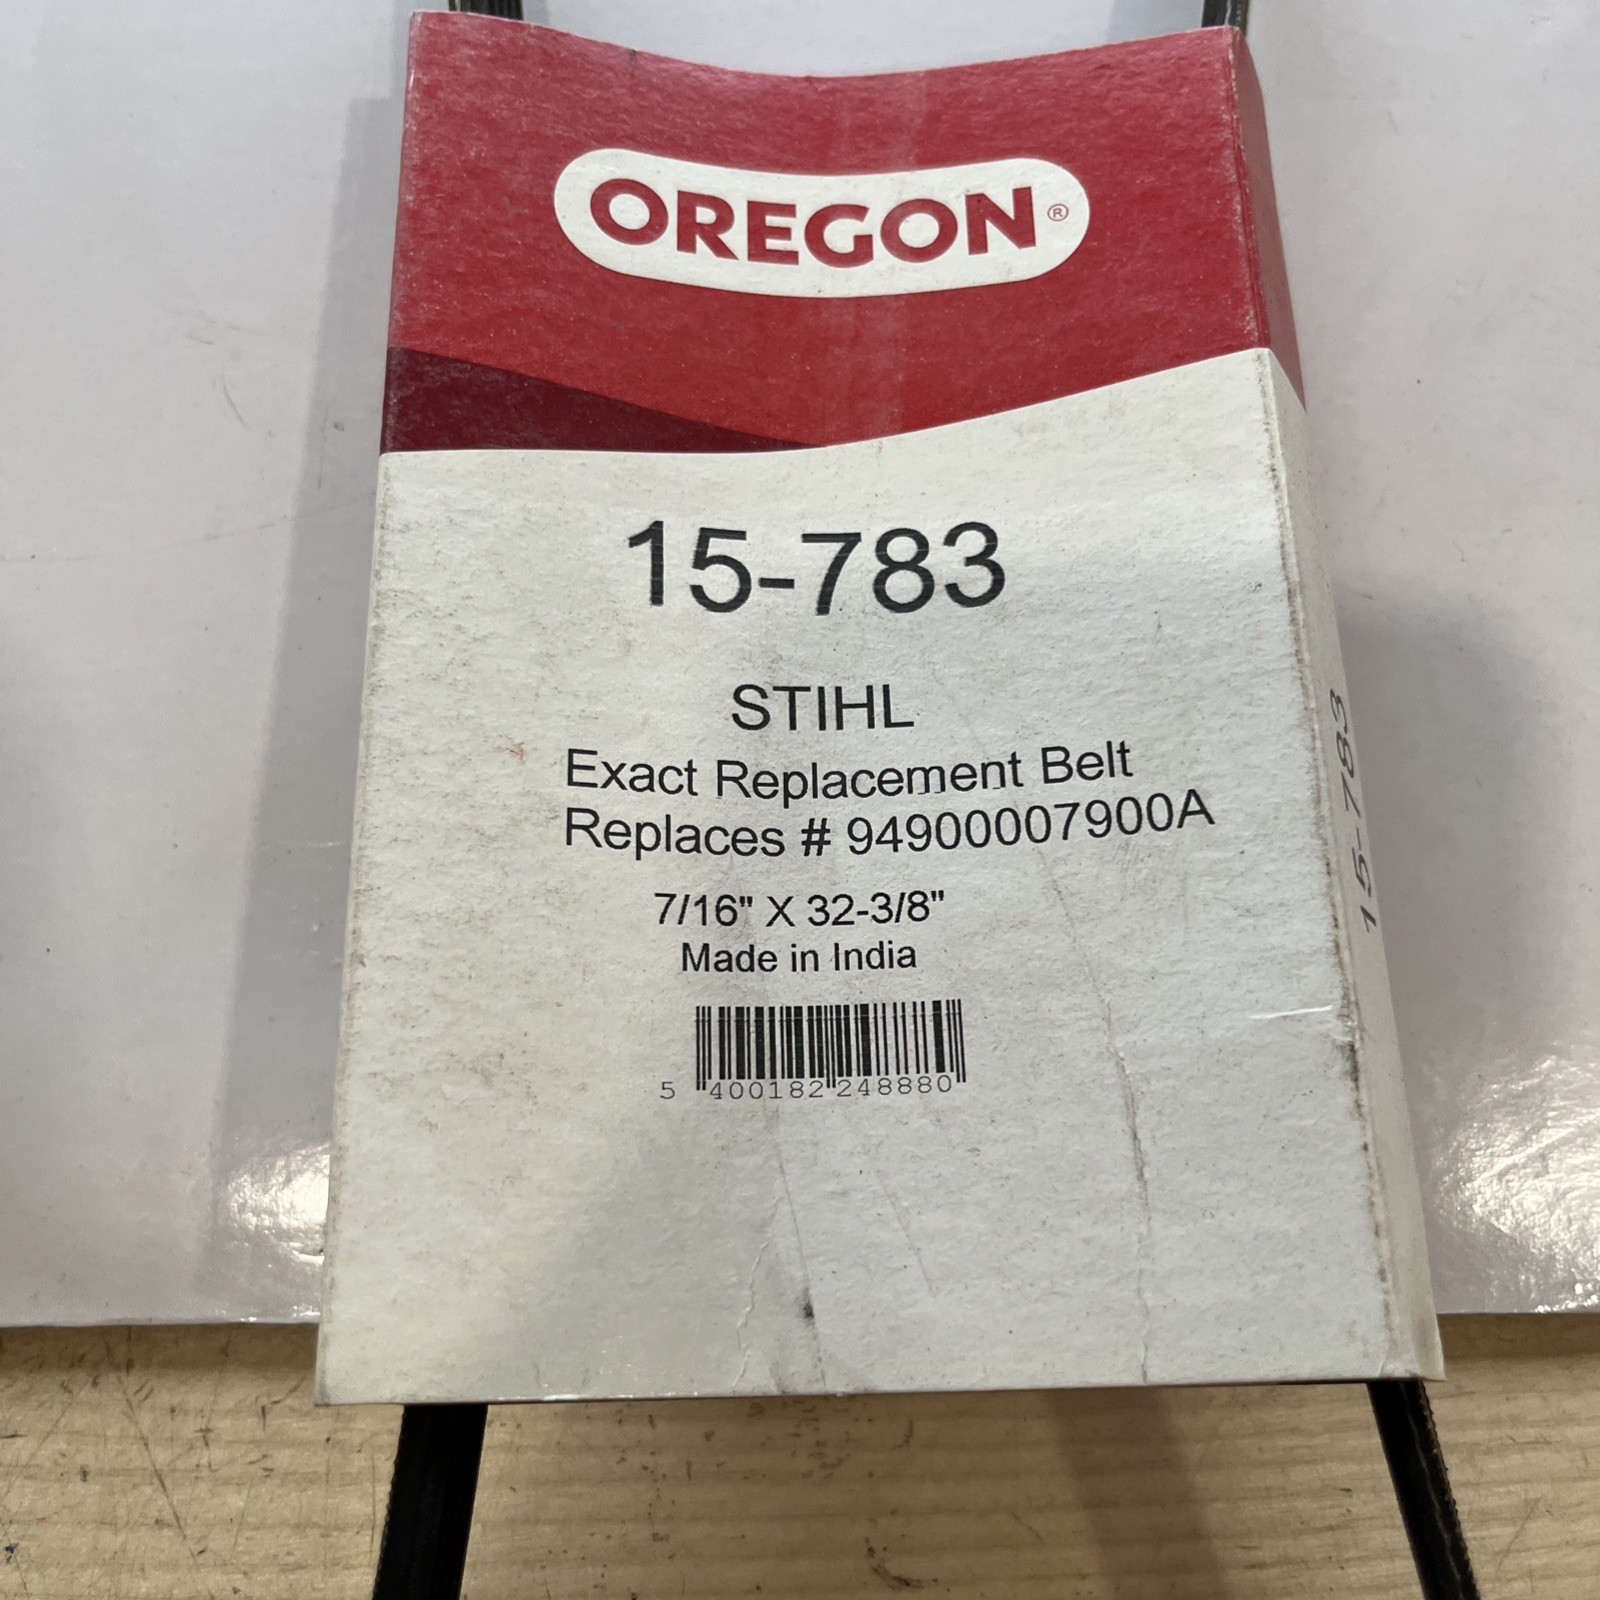 OREGON®
15-783
STIHL
Exact Replacement Belt
Replaces # 94900007900A
7/16" X 32-3/8"
Made in India
5 400182 248880
15-783